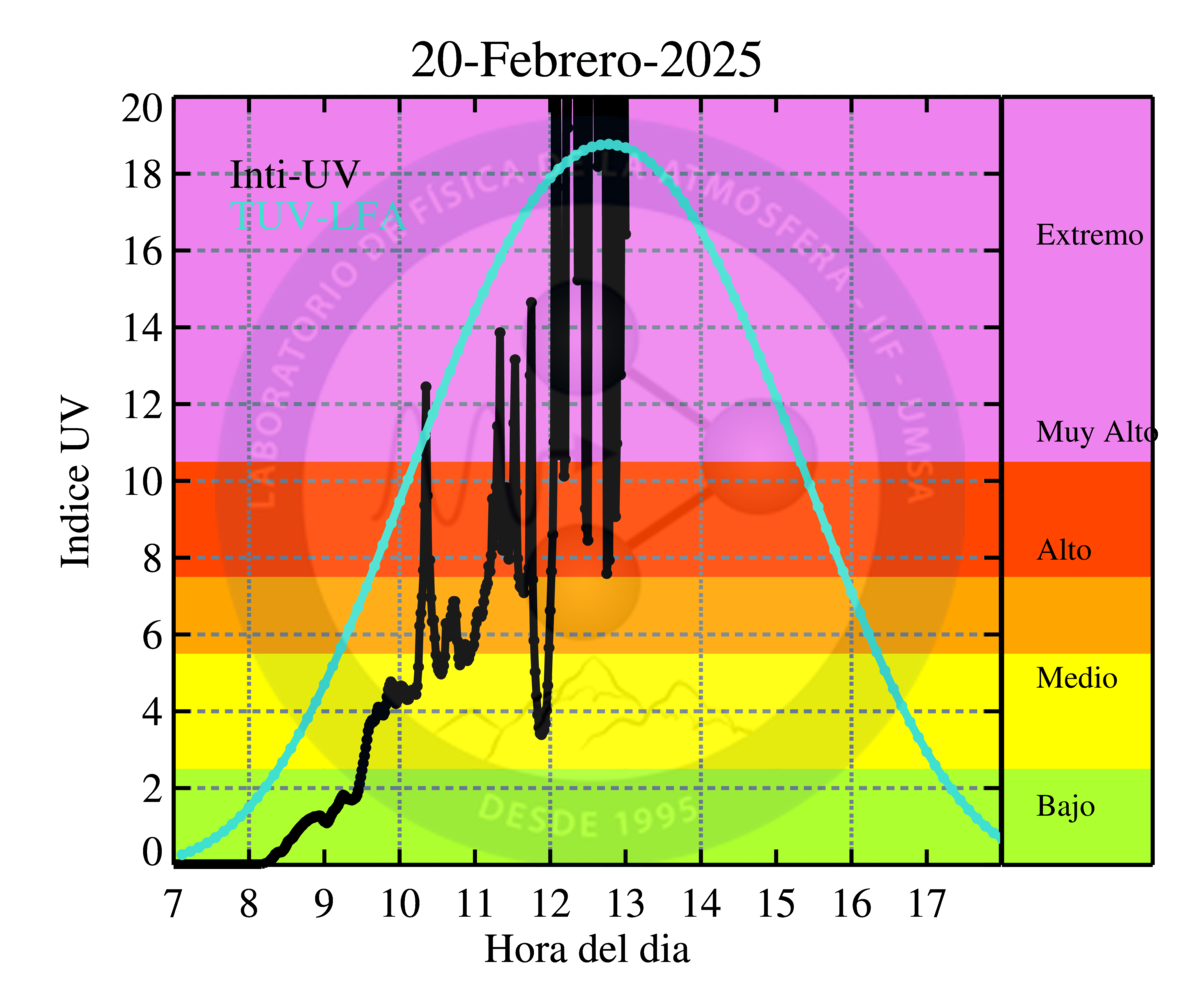 20-Febrero-2025
Indice UV
20
18
16
14
12
10
8
6
4
2
0
Inti-UV
TUV-LFA
LABORATORIO DE FÍSICA DE LA ATMÓSFERA - IIF - UMSA
DESDE 1995
Extremo
Muy Alto
Alto
Medio
Bajo
7 8 9 10 11 12 13 14 15 16 17
Hora del dia